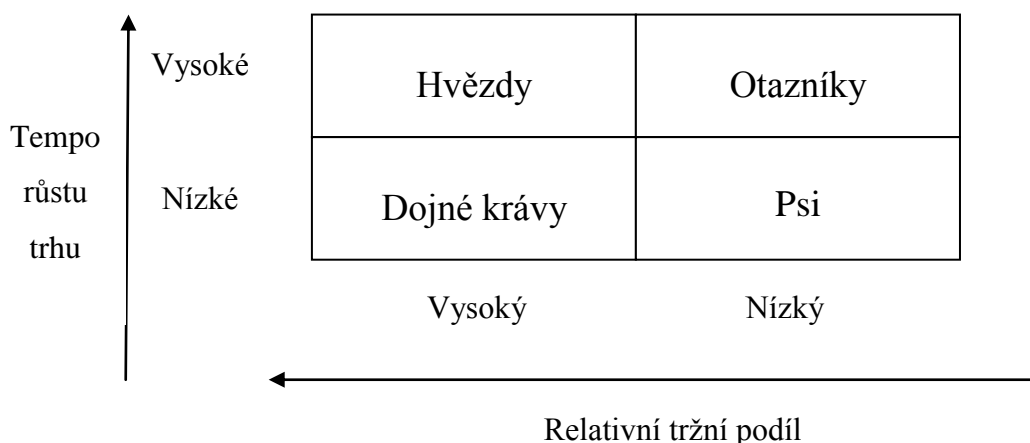 Vysoké
Hvězdy
Otazníky
Tempo
růstu
trhu
Nízké
Dojné krávy
Psi
Vysoký
Nízký
Relativní tržní podíl